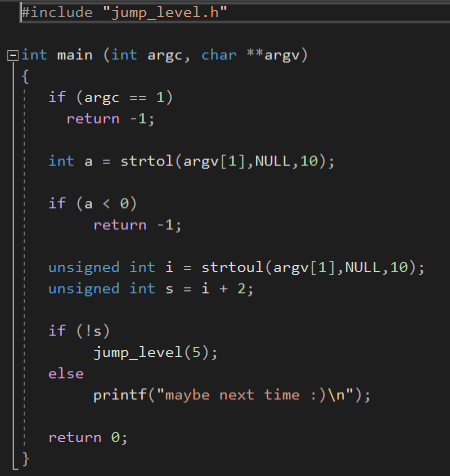 #include "jump_level.h"
int main (int argc, char **argv)
{
if (argc == 1)
return -1;
int a = strtol(argv[1],NULL,10);
if (a < 0)
return -1;
unsigned int i = strtoul(argv[1],NULL,10);
unsigned int s = i + 2;
if (!s)
jump_level(5);
else
printf("maybe next time :)\n");
return 0;
}